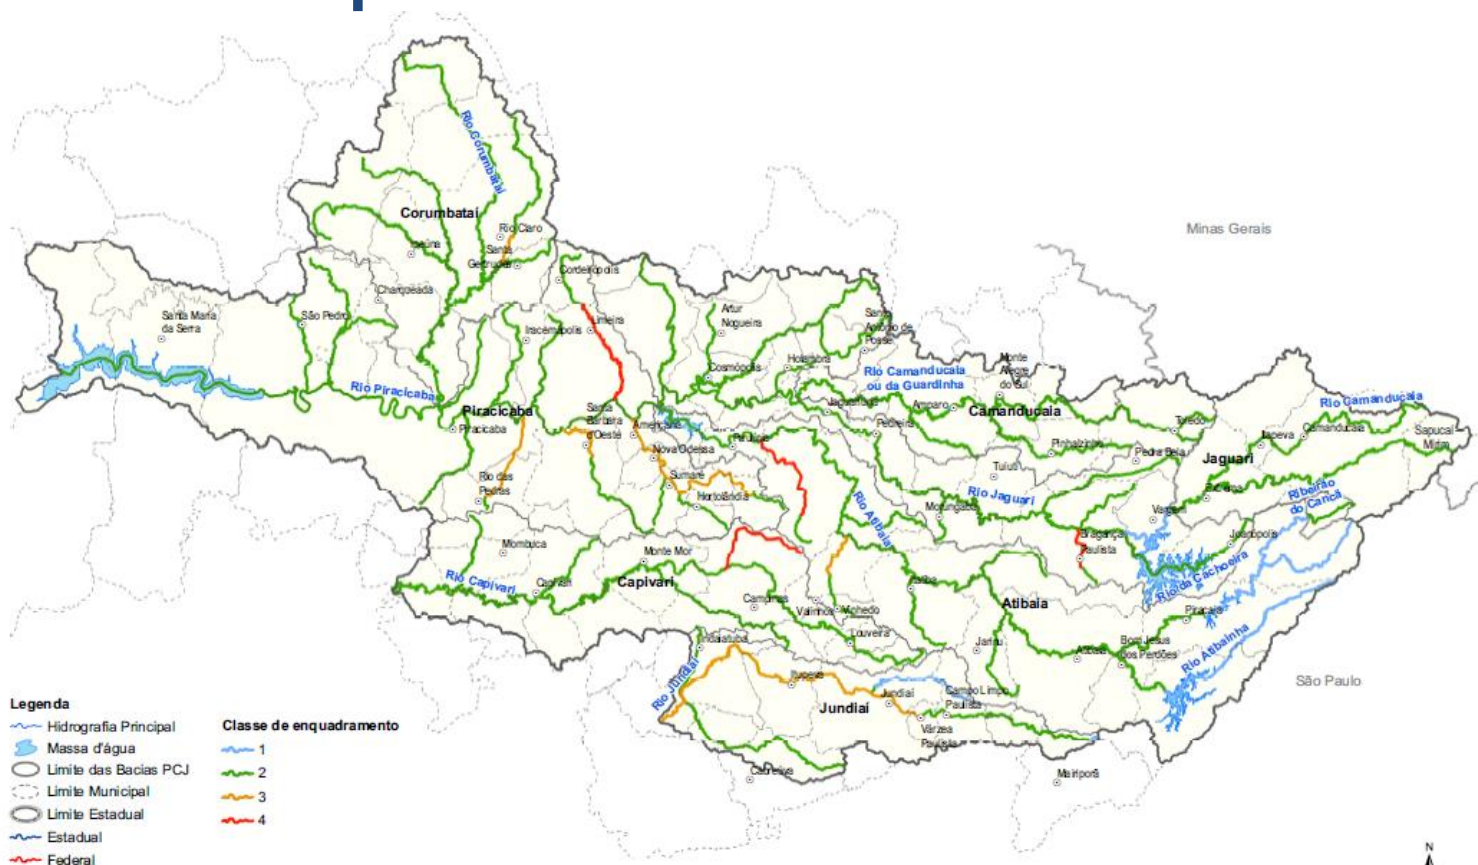 Rio Corumbataí
Corumbataí
Rio Claro
Ipeúna
Santa
Gertrudes
Cordeirópolis
Charqueada
Minas Gerais
Santa Maria
da Serra
São Pedro
Iracemápolis
Limeira
Artur
Nogueira
Santo
Antônio de
Posse
Holambra
Cosmópolis
Monte
Alegre
do Sul
Rio Camanducaia
ou da Guardinha
Rio Piracicaba
Piracicaba
Piracicaba
Santa
Bárbara
d'Oeste
Americana
Nova Odessa
Paulínia
Jaguariúna
Amparo
Camanducaia
Pedreira
Toledo
Rio Camanducaia
Itapeva
Camanducaia
Sapucaí
Mirim
Pinhalzinho
Pedra Bela
Jaguari
Rio das
Pedras
Sumaré
Hortolândia
Tuiuti
Rio Jaguari
Extrema
Ribeirão
do Cancã
Rio Atibaia
Morungaba
Vargem
Bragança
Paulista
Joanópolis
Rio da Cachoeira
Mombuca
Monte Mor
Rio Capivari
Capivari
Capivari
Campinas
Valinhos
Vinhedo
Itatiba
Atibaia
Piracaia
Louveira
Jarinu
Atibaia
Bom Jesus
dos Perdões
Rio Atibainha
Indaiatuba
Rio Jundiaí
Itupeva
Jundiaí
Jundiaí
Campo Limpo
Paulista
Várzea
Paulista
São Paulo
Cabreúva
Mairiporã
Legenda
Hidrografia Principal
Massa d'água
Limite das Bacias PCJ
Limite Municipal
Limite Estadual
Estadual
Federal
Classe de enquadramento
1
2
3
4
N